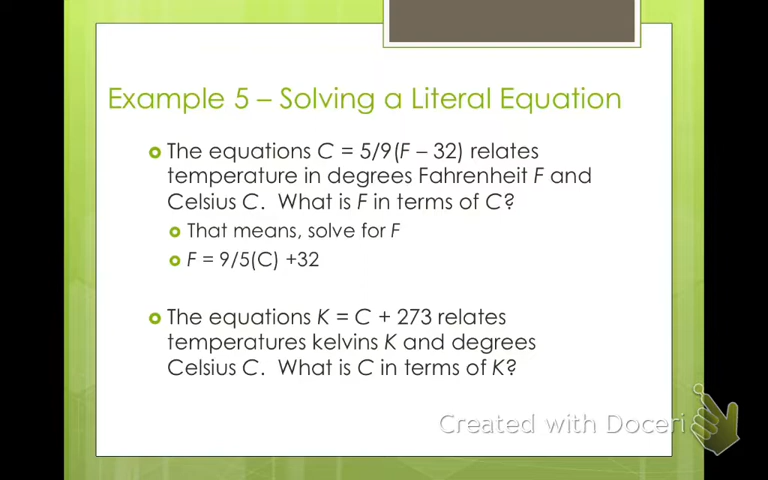 Example 5 – Solving a Literal Equation
The equations C = 5/9(F – 32) relates
temperature in degrees Fahrenheit F and
Celsius C.  What is F in terms of C?
That means, solve for F
F = 9/5(C) +32
The equations K = C + 273 relates
temperatures kelvins K and degrees
Celsius C.  What is C in terms of K?
Created with Doceri